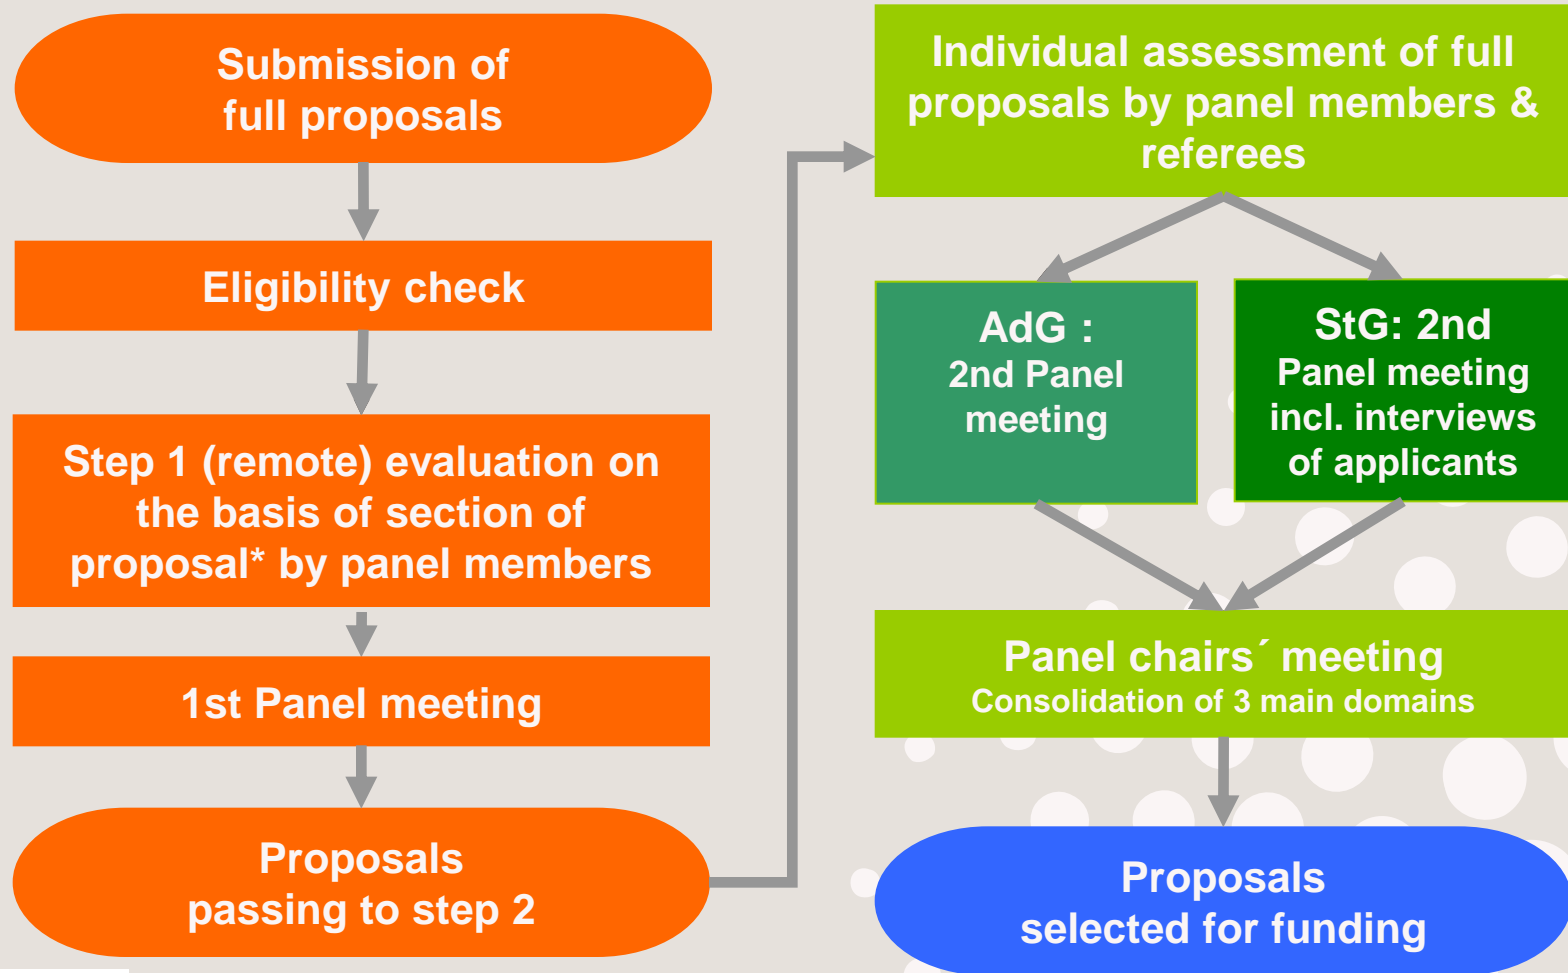 Submission of
full proposals
Eligibility check
Step 1 (remote) evaluation on
the basis of section of
proposal* by panel members
1st Panel meeting
Proposals
passing to step 2
Individual assessment of full
proposals by panel members &
referees
AdG :
2nd Panel
meeting
StG: 2nd
Panel meeting
incl. interviews
of applicants
Panel chairs´ meeting
Consolidation of 3 main domains
Proposals
selected for funding